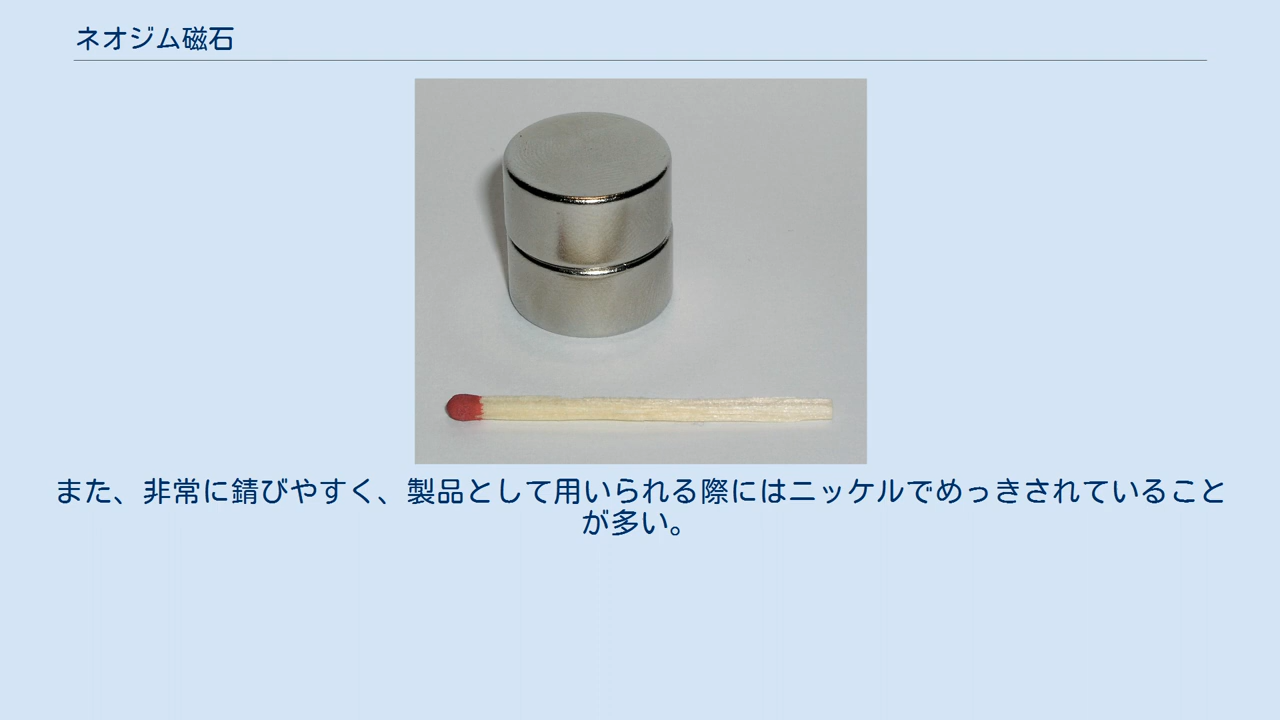 ネオジム磁石
また、非常に錆びやすく、製品として用いられる際にはニッケルでめっきされていること
が多い。